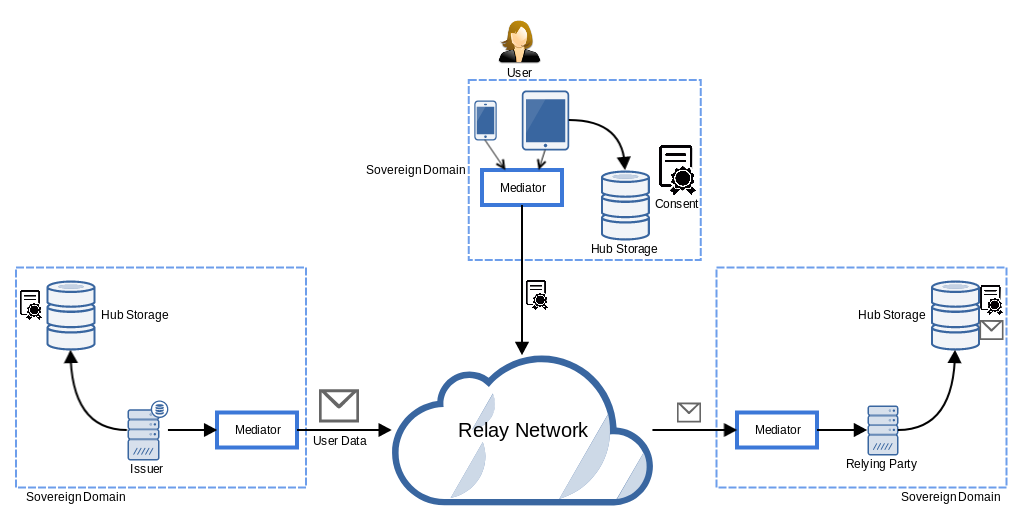 User
Sovereign Domain
Mediator
Consent
Hub Storage
Hub Storage
Hub Storage
Mediator
User Data
Relay Network
Mediator
Issuer
Relying Party
Sovereign Domain
Sovereign Domain